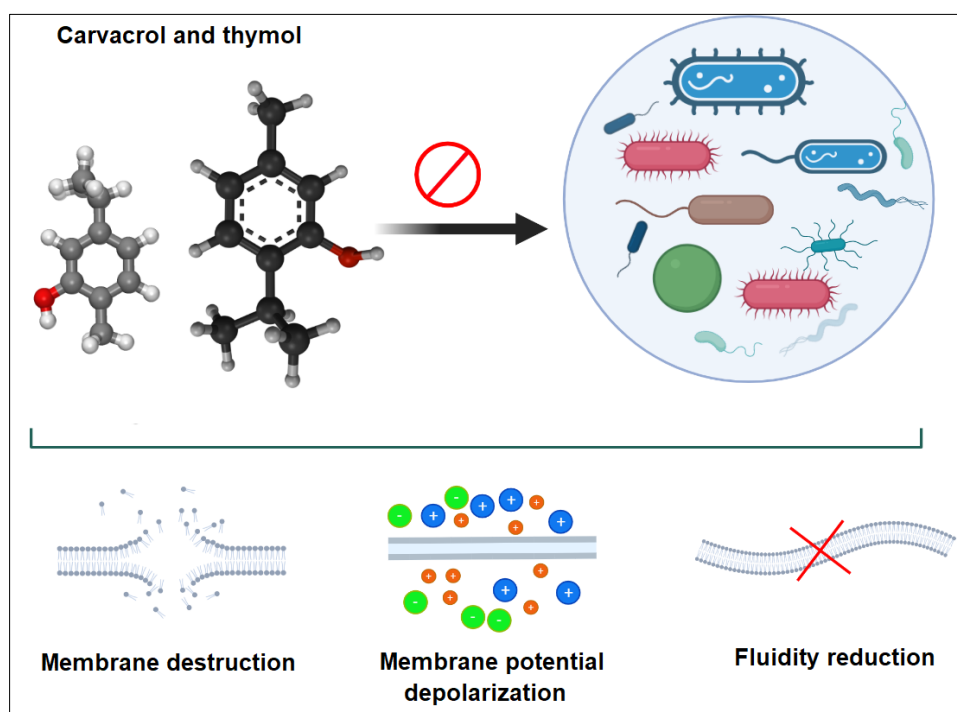 Carvacrol and thymol
Membrane destruction
Membrane potential
depolarization
Fluidity reduction